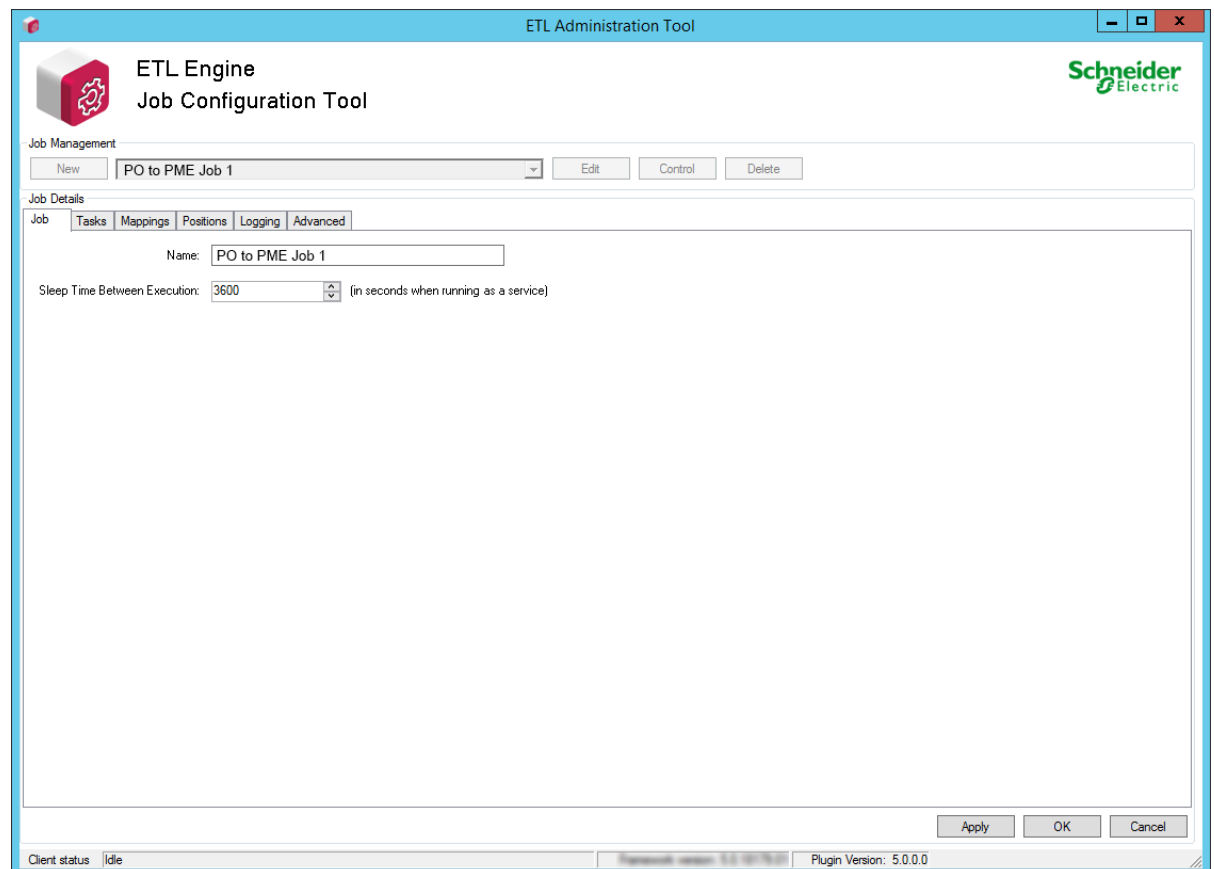 ETL Administration Tool
ETL Engine
Job Configuration Tool
Schneider
Electric
Job Management
New PO to PME Job 1 Edit Control Delete
Job Details
Job Tasks Mappings Positions Logging Advanced
Name: PO to PME Job 1
Sleep Time Between Execution: 3600 (in seconds when running as a service)
Apply OK Cancel
Client status Idle Plugin Version: 5.0.0.0